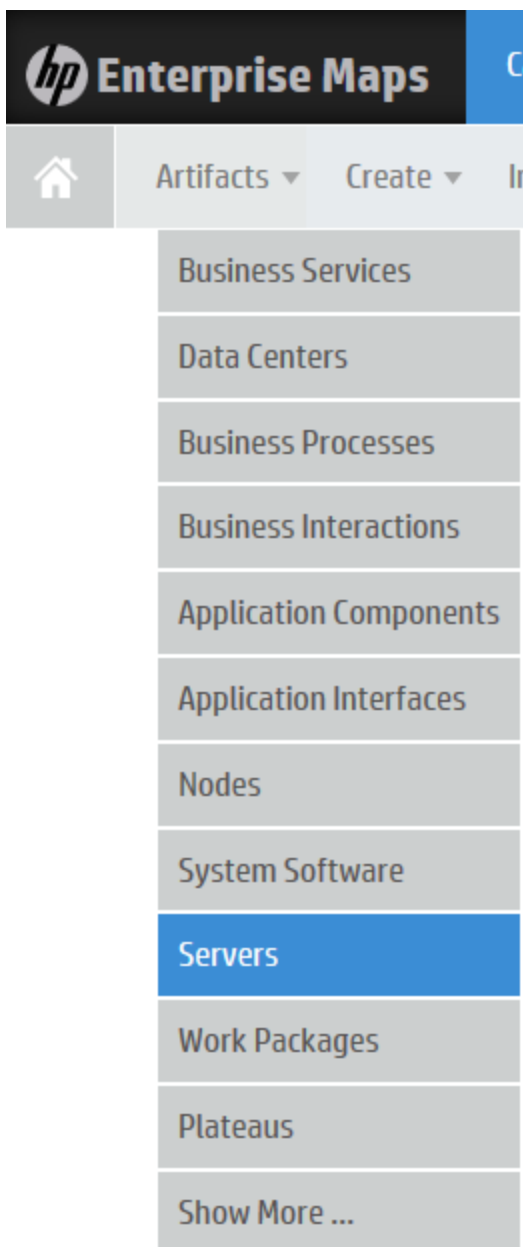 hp Enterprise Maps C
Artifacts Create
Business Services
Data Centers
Business Processes
Business Interactions
Application Components
Application Interfaces
Nodes
System Software
Servers
Work Packages
Plateaus
Show More ...